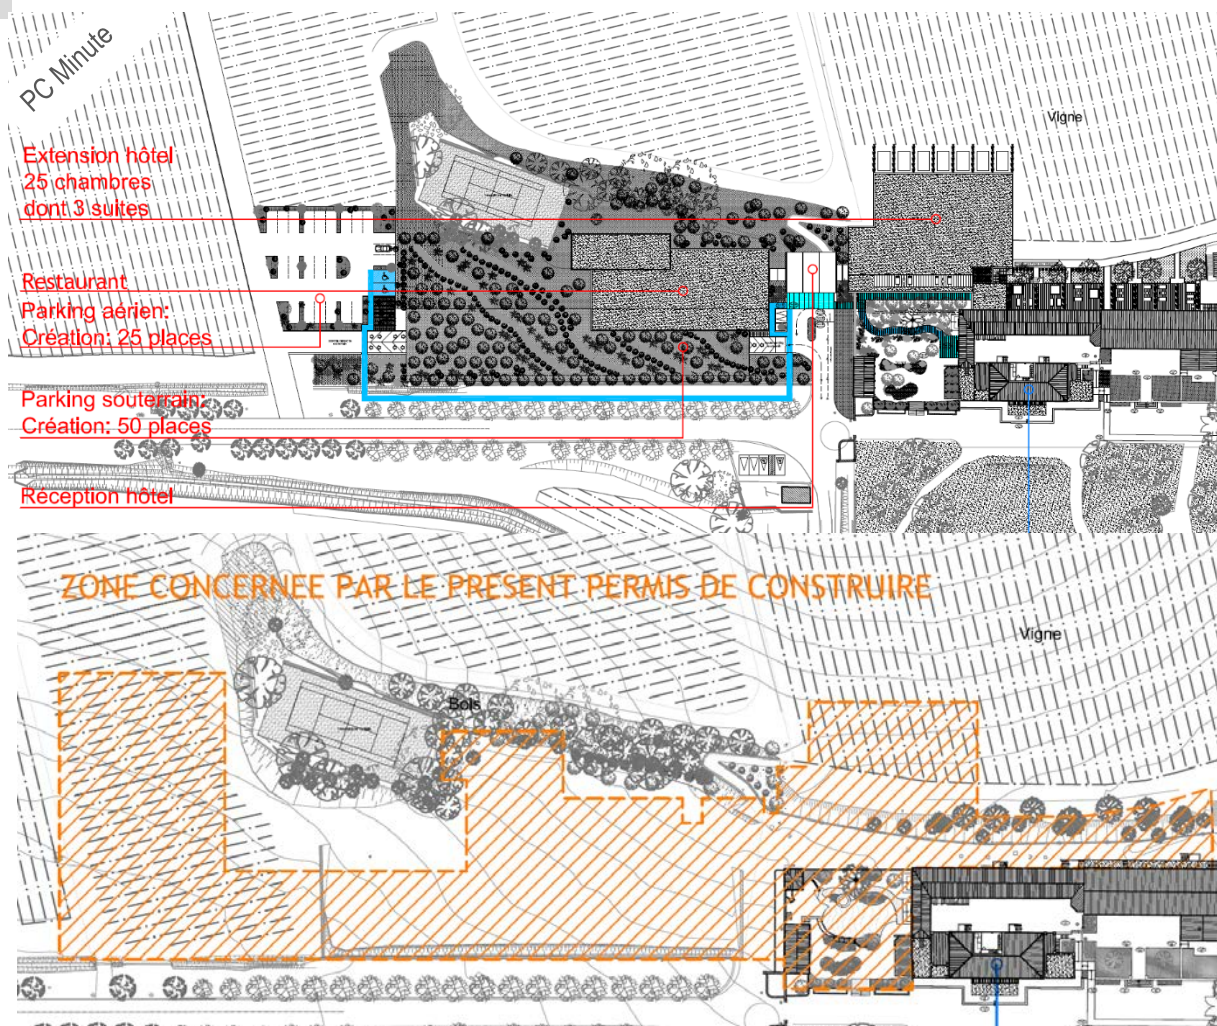 PC Minute
Vigne
Extension hôtel
25 chambres
dont 3 suites
Restaurant
Parking aérien:
Création: 25 places
Parking souterrain:
Création: 50 places
Réception hôtel
ZONE CONCERNEE PAR LE PRESENT PERMIS DE CONSTRUIRE
Vigne
Bois